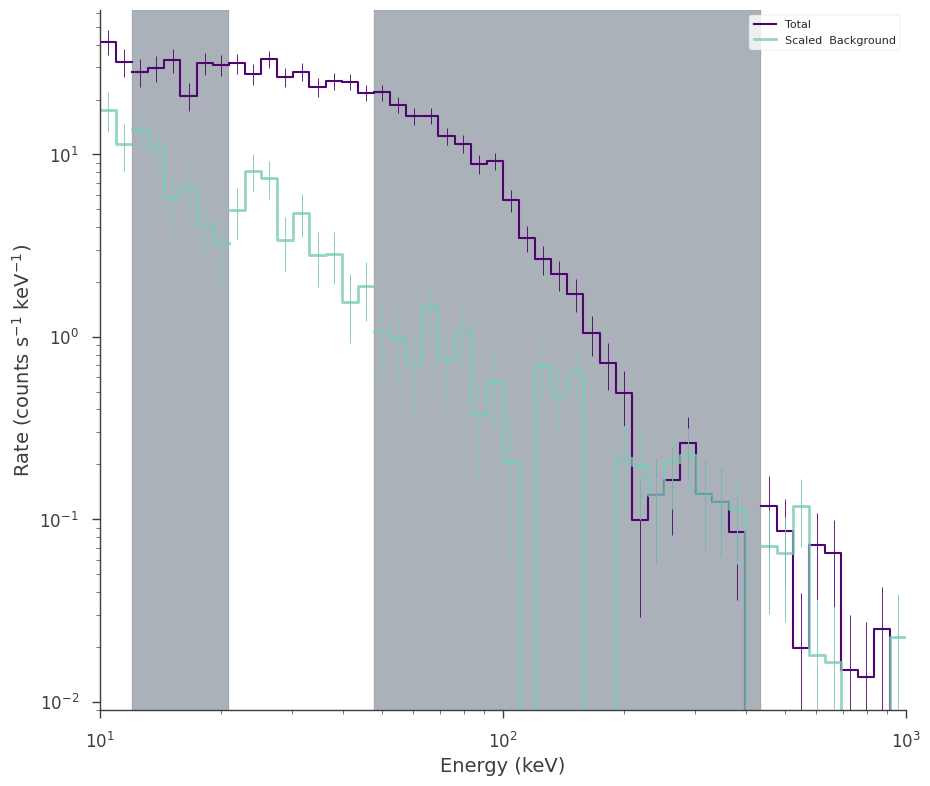 Total
Scaled  Background
Rate (counts s⁻¹ keV⁻¹)
10¹
10⁰
10⁻¹
10⁻²
10¹
10²
10³
Energy (keV)